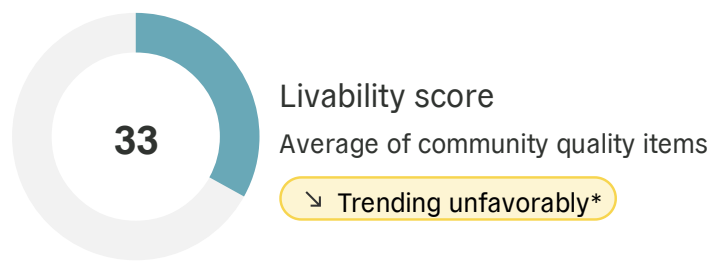 33
Livability score
Average of community quality items
↘ Trending unfavorably*